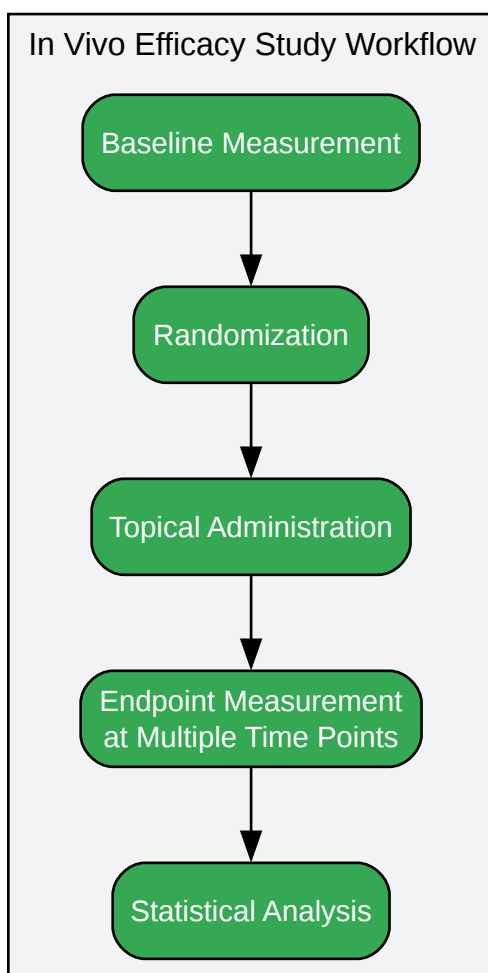 In Vivo Efficacy Study Workflow
Baseline Measurement
Randomization
Topical Administration
Endpoint Measurement
at Multiple Time Points
Statistical Analysis